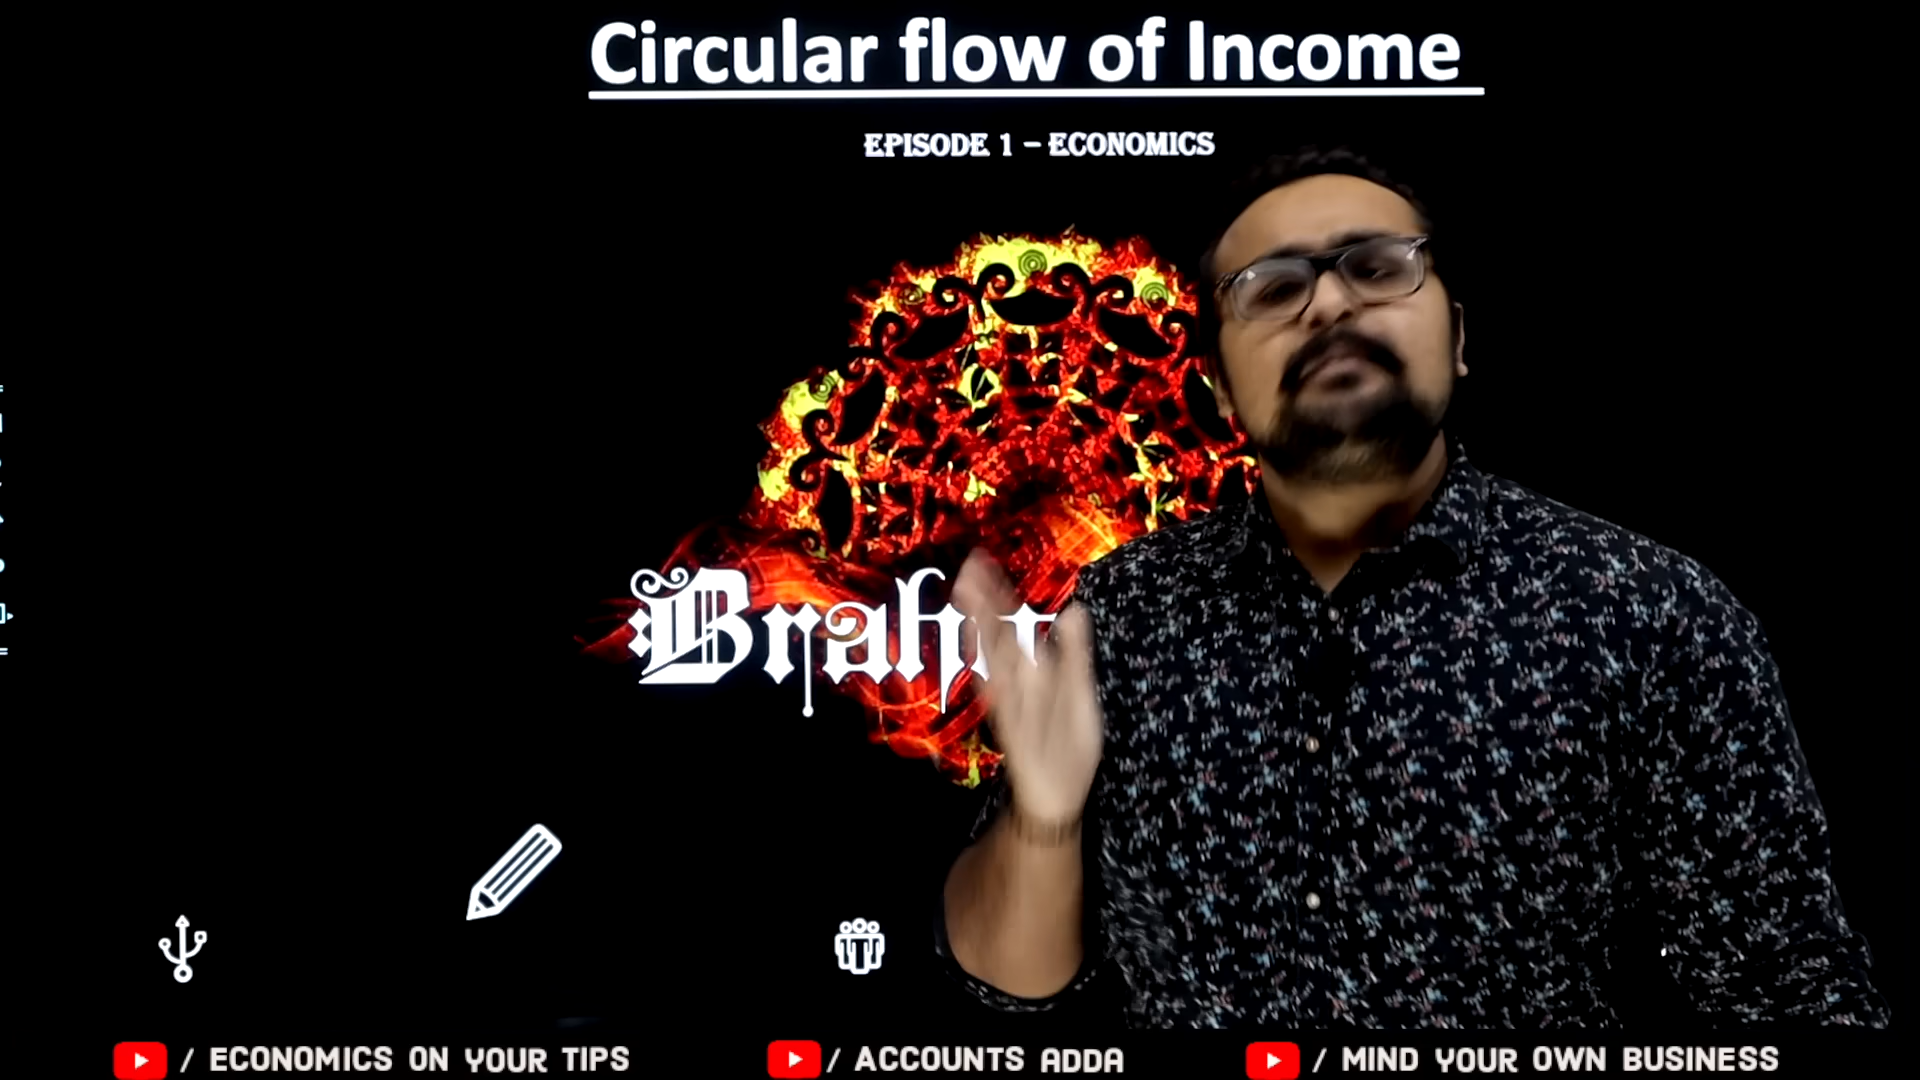 Circular flow of Income
EPISODE 1 – ECONOMICS
/ ECONOMICS ON YOUR TIPS
/ ACCOUNTS ADDA
/ MIND YOUR OWN BUSINESS